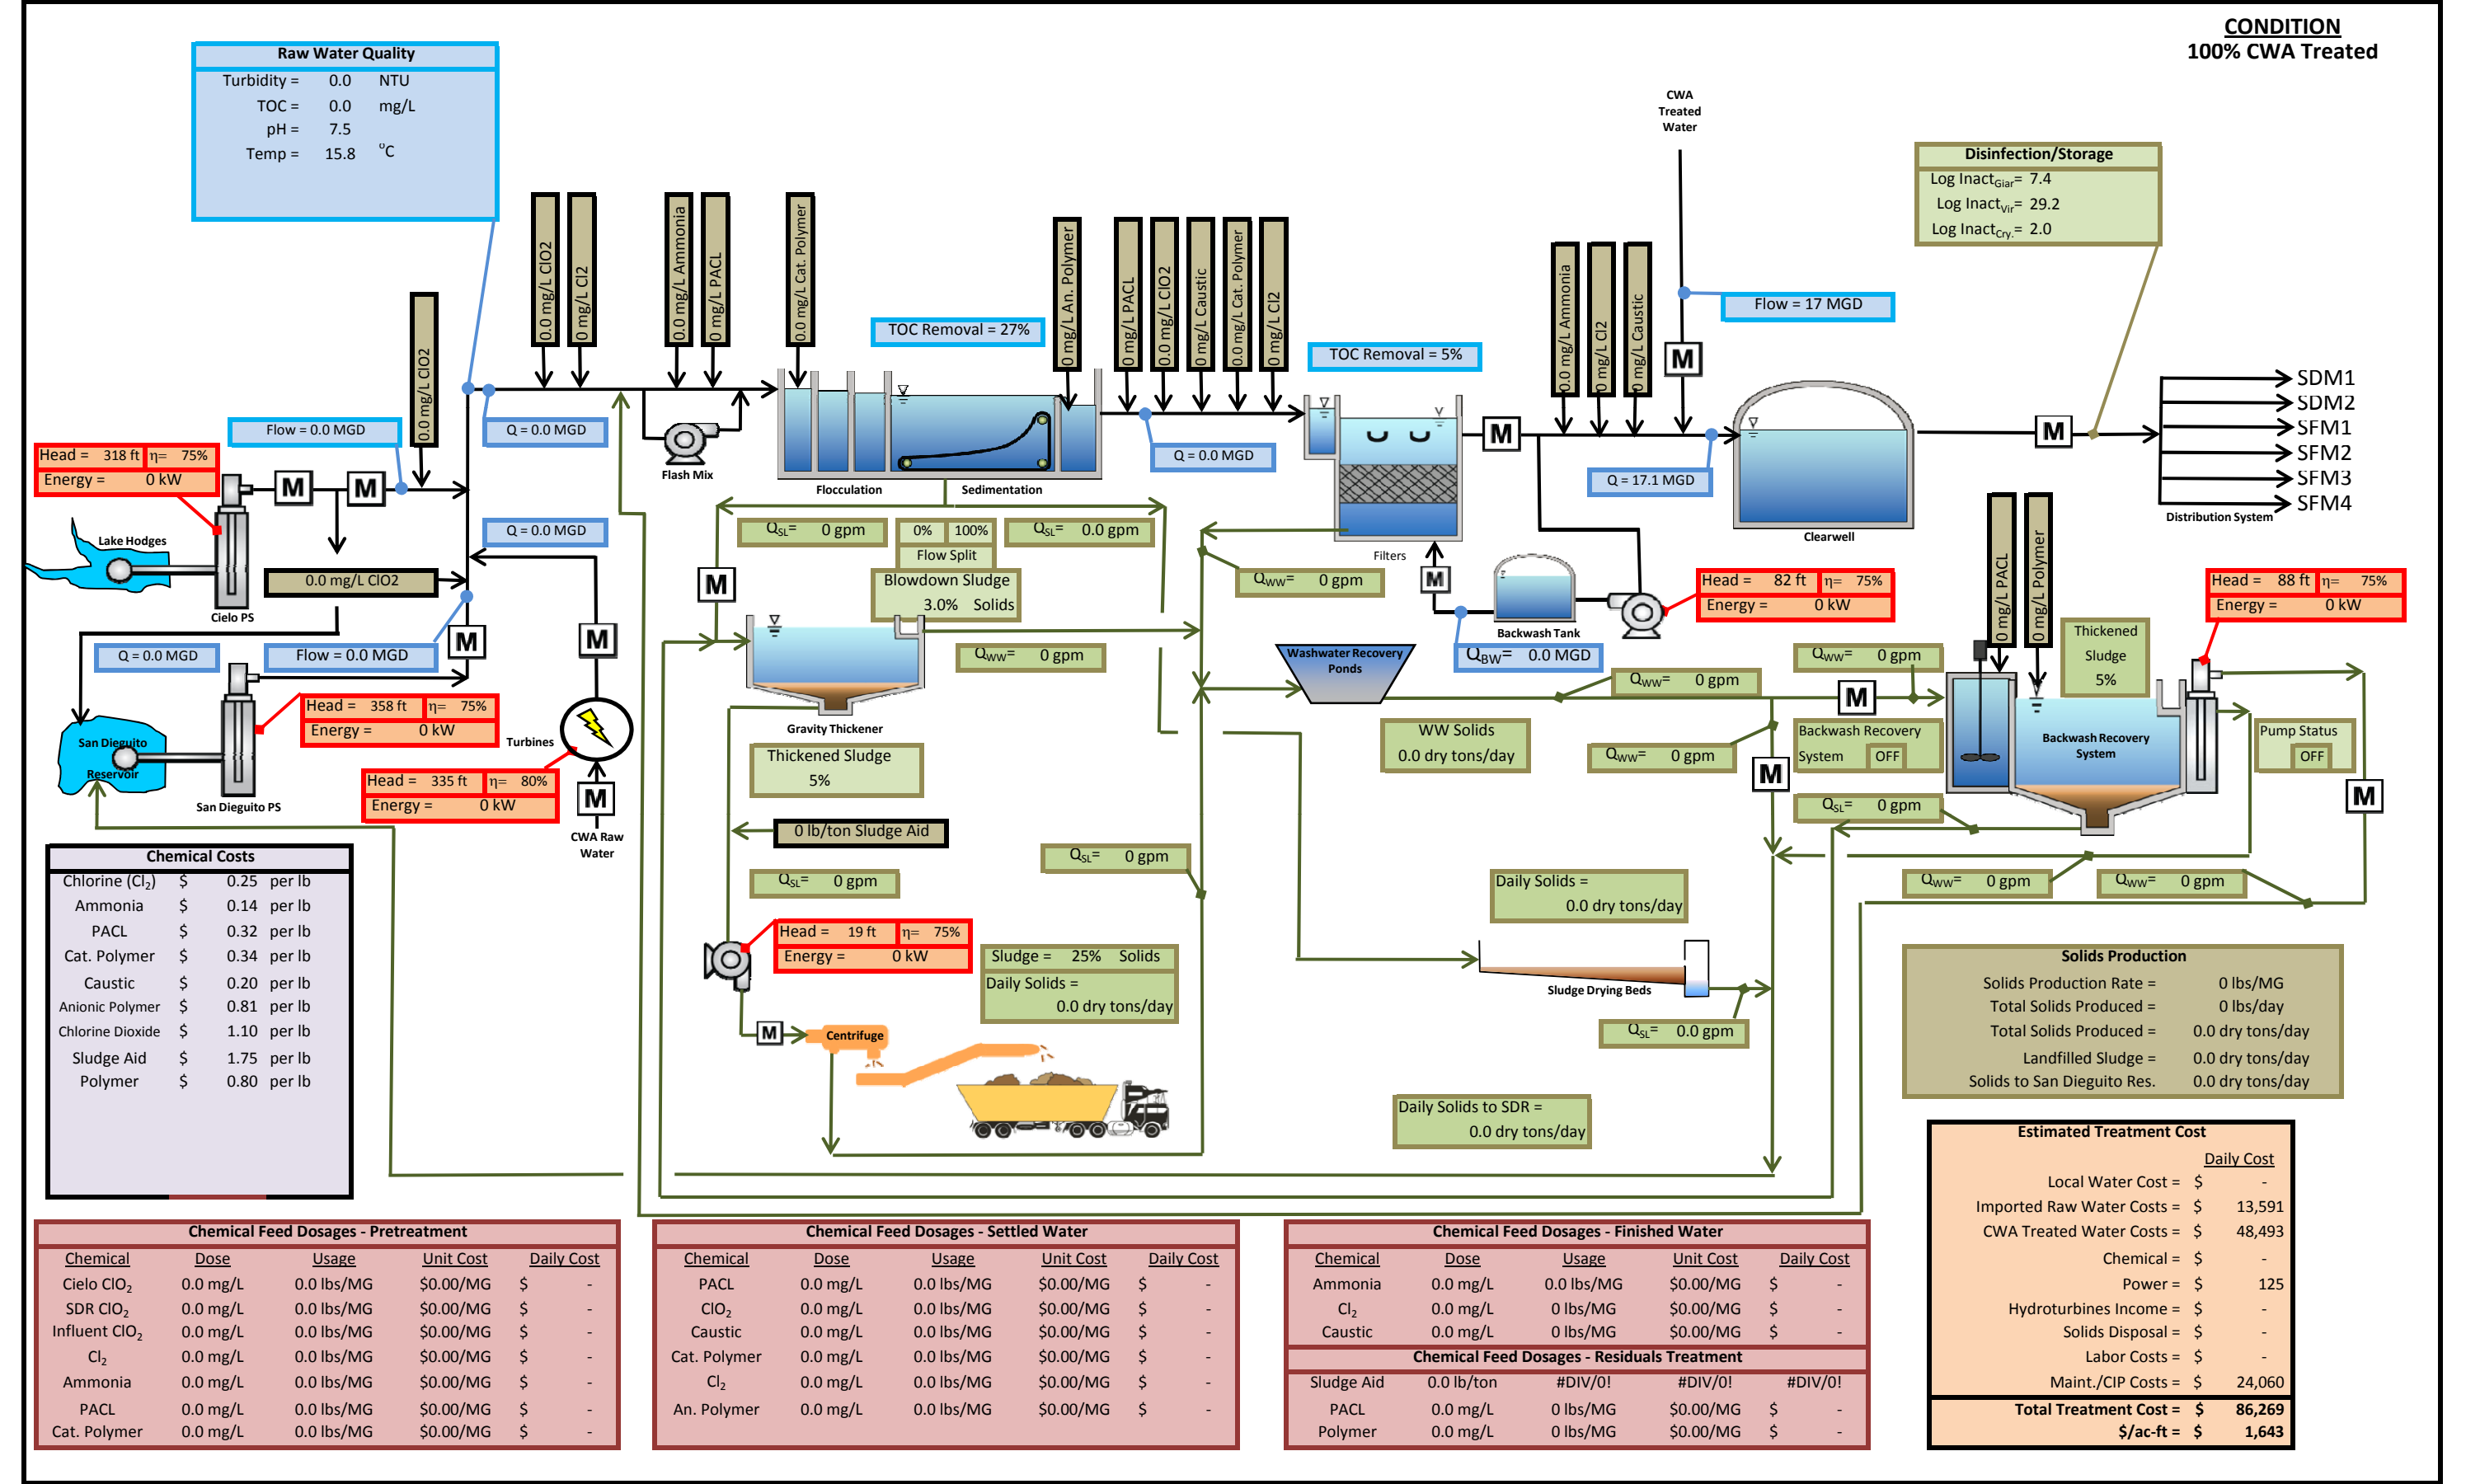 CONDITION
100% CWA Treated
Raw Water Quality
Turbidity = 0.0 NTU
TOC = 0.0 mg/L
pH = 7.5
Temp = 15.8 °C
CWA
Treated
Water
Disinfection/Storage
Log Inact_Giar= 7.4
Log Inact_Vir= 29.2
Log Inact_Cry.= 2.0
0.0 mg/L ClO2
0.0 mg/L ClO2
0 mg/L Cl2
0.0 mg/L Ammonia
0 mg/L PACL
0.0 mg/L Cat. Polymer
0 mg/L An. Polymer
0 mg/L PACL
0.0 mg/L ClO2
0 mg/L Caustic
0.0 mg/L Cat. Polymer
0 mg/L Cl2
0.0 mg/L Ammonia
0 mg/L Cl2
0 mg/L Caustic
Flow = 17 MGD
TOC Removal = 27%
TOC Removal = 5%
M
Flow = 0.0 MGD
Q = 0.0 MGD
Q = 0.0 MGD
Q = 17.1 MGD
Head = 318 ft η= 75%
Energy = 0 kW
M
M
M
M
Flash Mix
Flocculation
Sedimentation
SDM1
SDM2
SFM1
SFM2
SFM3
SFM4
Distribution System
Clearwell
Filters
Lake Hodges
Cielo PS
0.0 mg/L ClO2
Q = 0.0 MGD
Q_SL= 0 gpm
0% 100%
Flow Split
Q_SL= 0.0 gpm
Blowdown Sludge
3.0% Solids
M
Q_WW= 0 gpm
M
Backwash Tank
Head = 82 ft η= 75%
Energy = 0 kW
0 mg/L PACL
0 mg/L Polymer
Head = 88 ft η= 75%
Energy = 0 kW
Q = 0.0 MGD
Flow = 0.0 MGD
M
M
Q_WW= 0 gpm
Washwater Recovery
Ponds
Q_BW= 0.0 MGD
Q_WW= 0 gpm
Q_WW= 0 gpm
M
Thickened
Sludge
5%
San Dieguito
Reservoir
San Dieguito PS
Head = 358 ft η= 75%
Energy = 0 kW
Turbines
Head = 335 ft η= 80%
Energy = 0 kW
M
CWA Raw
Water
Gravity Thickener
Thickened Sludge
5%
WW Solids
0.0 dry tons/day
Q_WW= 0 gpm
M
Backwash Recovery
System OFF
Backwash Recovery
System
Pump Status
OFF
M
Q_SL= 0 gpm
0 lb/ton Sludge Aid
Q_SL= 0 gpm
Q_SL= 0 gpm
Q_WW= 0 gpm
Q_WW= 0 gpm
Daily Solids =
0.0 dry tons/day
Head = 19 ft η= 75%
Energy = 0 kW
Sludge = 25% Solids
Daily Solids =
0.0 dry tons/day
Sludge Drying Beds
Q_SL= 0.0 gpm
M
Centrifuge
Daily Solids to SDR =
0.0 dry tons/day
Chemical Costs
Chlorine (Cl₂) $ 0.25 per lb
Ammonia $ 0.14 per lb
PACL $ 0.32 per lb
Cat. Polymer $ 0.34 per lb
Caustic $ 0.20 per lb
Anionic Polymer $ 0.81 per lb
Chlorine Dioxide $ 1.10 per lb
Sludge Aid $ 1.75 per lb
Polymer $ 0.80 per lb
Solids Production
Solids Production Rate = 0 lbs/MG
Total Solids Produced = 0 lbs/day
Total Solids Produced = 0.0 dry tons/day
Landfilled Sludge = 0.0 dry tons/day
Solids to San Dieguito Res. 0.0 dry tons/day
Estimated Treatment Cost
Daily Cost
Local Water Cost = $ -
Imported Raw Water Costs = $ 13,591
CWA Treated Water Costs = $ 48,493
Chemical = $ -
Power = $ 125
Hydroturbines Income = $ -
Solids Disposal = $ -
Labor Costs = $ -
Maint./CIP Costs = $ 24,060
Total Treatment Cost = $ 86,269
$/ac-ft = $ 1,643
Chemical Feed Dosages - Pretreatment
Chemical Dose Usage Unit Cost Daily Cost
Cielo ClO₂ 0.0 mg/L 0.0 lbs/MG $0.00/MG $ -
SDR ClO₂ 0.0 mg/L 0.0 lbs/MG $0.00/MG $ -
Influent ClO₂ 0.0 mg/L 0.0 lbs/MG $0.00/MG $ -
Cl₂ 0.0 mg/L 0.0 lbs/MG $0.00/MG $ -
Ammonia 0.0 mg/L 0.0 lbs/MG $0.00/MG $ -
PACL 0.0 mg/L 0.0 lbs/MG $0.00/MG $ -
Cat. Polymer 0.0 mg/L 0.0 lbs/MG $0.00/MG $ -
Chemical Feed Dosages - Settled Water
Chemical Dose Usage Unit Cost Daily Cost
PACL 0.0 mg/L 0.0 lbs/MG $0.00/MG $ -
ClO₂ 0.0 mg/L 0.0 lbs/MG $0.00/MG $ -
Caustic 0.0 mg/L 0.0 lbs/MG $0.00/MG $ -
Cat. Polymer 0.0 mg/L 0.0 lbs/MG $0.00/MG $ -
Cl₂ 0.0 mg/L 0.0 lbs/MG $0.00/MG $ -
An. Polymer 0.0 mg/L 0.0 lbs/MG $0.00/MG $ -
Chemical Feed Dosages - Finished Water
Chemical Dose Usage Unit Cost Daily Cost
Ammonia 0.0 mg/L 0.0 lbs/MG $0.00/MG $ -
Cl₂ 0.0 mg/L 0 lbs/MG $0.00/MG $ -
Caustic 0.0 mg/L 0 lbs/MG $0.00/MG $ -
Chemical Feed Dosages - Residuals Treatment
Sludge Aid 0.0 lb/ton #DIV/0! #DIV/0! #DIV/0!
PACL 0.0 mg/L 0 lbs/MG $0.00/MG $ -
Polymer 0.0 mg/L 0 lbs/MG $0.00/MG $ -